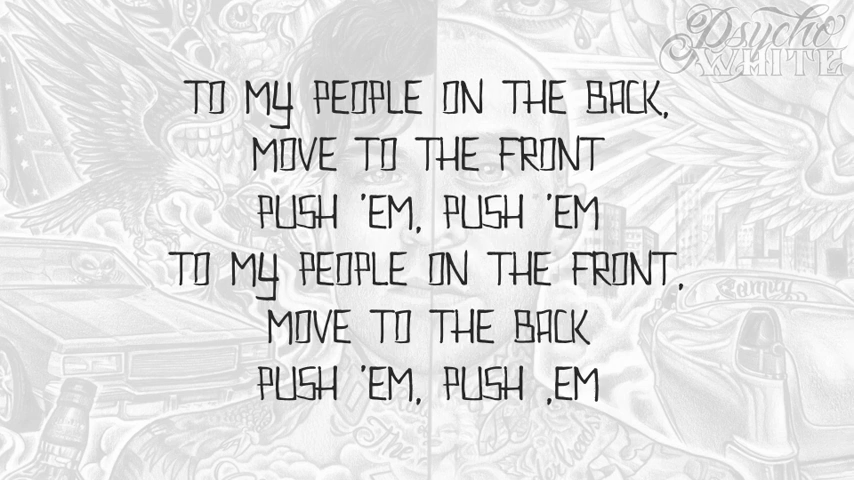 Psycho
WHITE
TO MY PEOPLE ON THE BACK,
MOVE TO THE FRONT
PUSH 'EM, PUSH 'EM
TO MY PEOPLE ON THE FRONT,
MOVE TO THE BACK
PUSH 'EM, PUSH ,EM
The